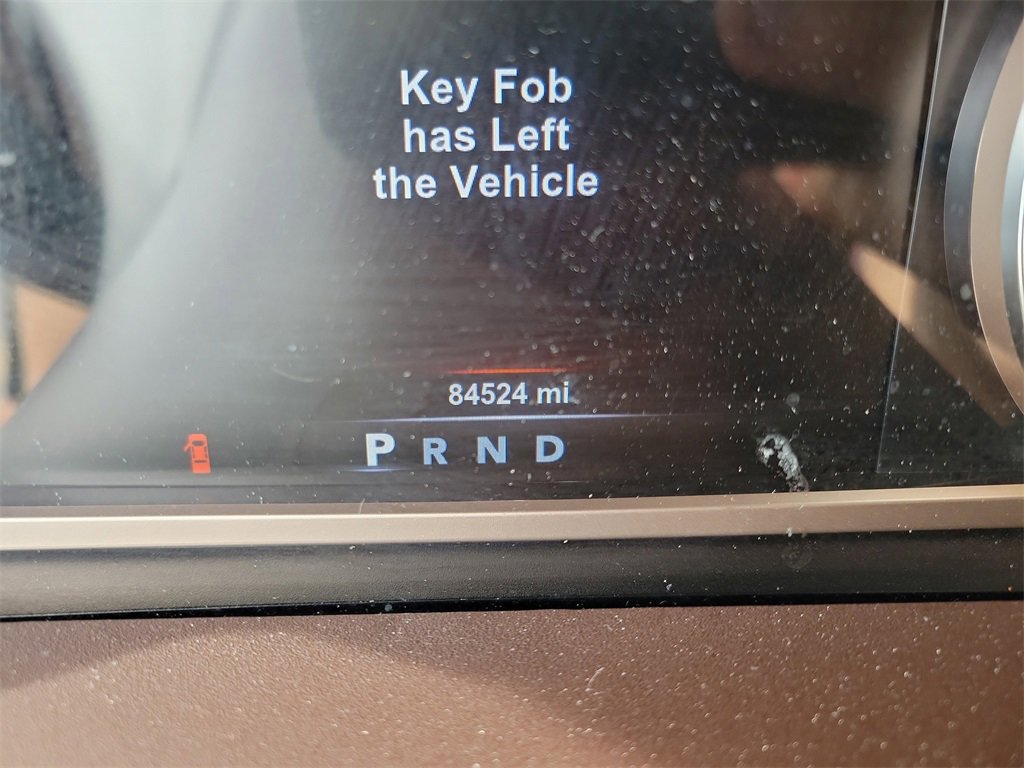 Key Fob
has Left
the Vehicle
84524 mi
P R N D